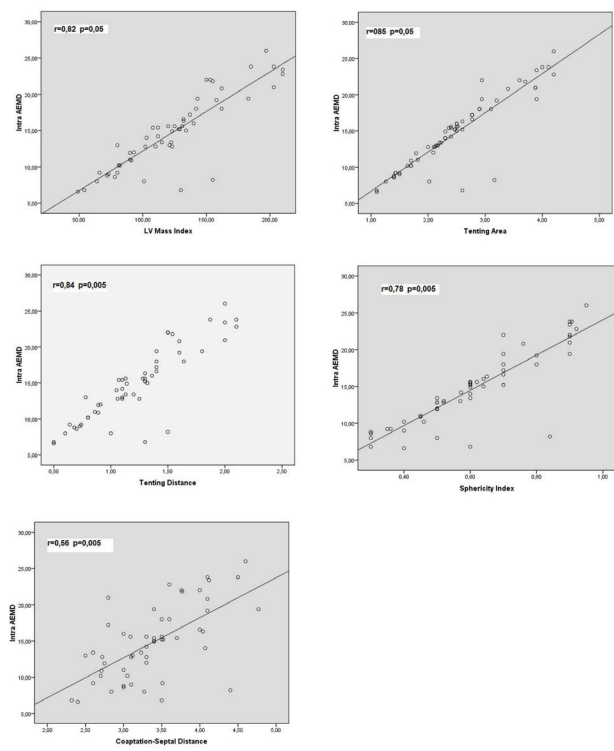 r=0,82 p=0,05
30,00
25,00
20,00
15,00
10,00
5,00
Intra AEMD
50,00 100,00 150,00 200,00
LV Mass Index
r=085 p=0,05
30,00
25,00
20,00
15,00
10,00
5,00
Intra AEMD
1,00 2,00 3,00 4,00 5,00
Tenting Area
r=0,84 p=0,005
30,00
25,00
20,00
15,00
10,00
5,00
Intra AEMD
0,50 1,00 1,50 2,00 2,50
Tenting Distance
r=0,78 p=0,005
30,00
25,00
20,00
15,00
10,00
5,00
Intra AEMD
0,40 0,60 0,80 1,00
Sphericity Index
r=0,56 p=0,005
30,00
25,00
20,00
15,00
10,00
5,00
Intra AEMD
2,00 2,50 3,00 3,50 4,00 4,50 5,00
Coaptation-Septal Distance